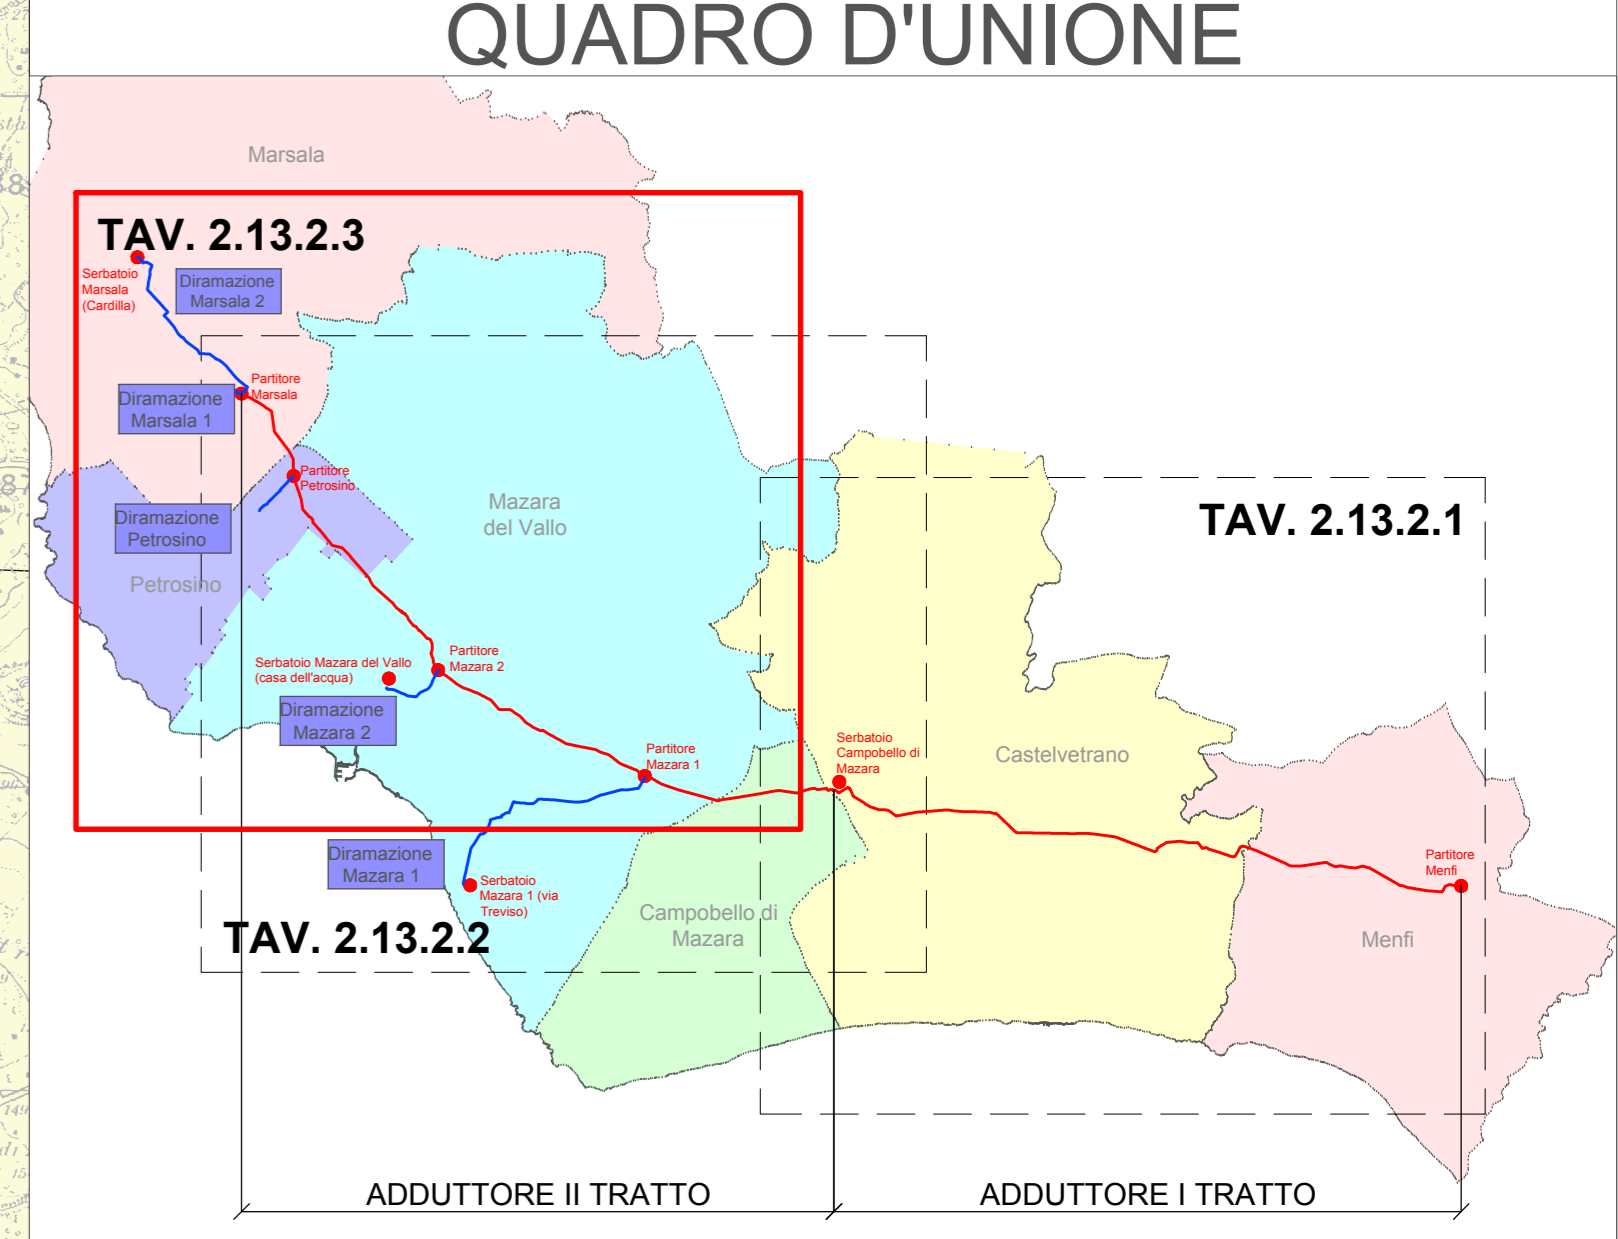 QUADRO D'UNIONE
Marsala
TAV. 2.13.2.3
Serbatoio
Marsala
(Cardilla)
Diramazione
Marsala 2
Partitore
Marsala
Diramazione
Marsala 1
Partitore
Petrosino
Diramazione
Petrosino
Petrosino
Mazara
del Vallo
TAV. 2.13.2.1
Serbatoio Mazara del Vallo
(casa dell'acqua)
Partitore
Mazara 2
Diramazione
Mazara 2
Partitore
Mazara 1
Serbatoio
Campobello di
Mazara
Castelvetrano
Diramazione
Mazara 1
Serbatoio
Mazara 1 (via
Treviso)
Partitore
Menfi
TAV. 2.13.2.2
Campobello di
Mazara
Menfi
ADDUTTORE II TRATTO
ADDUTTORE I TRATTO